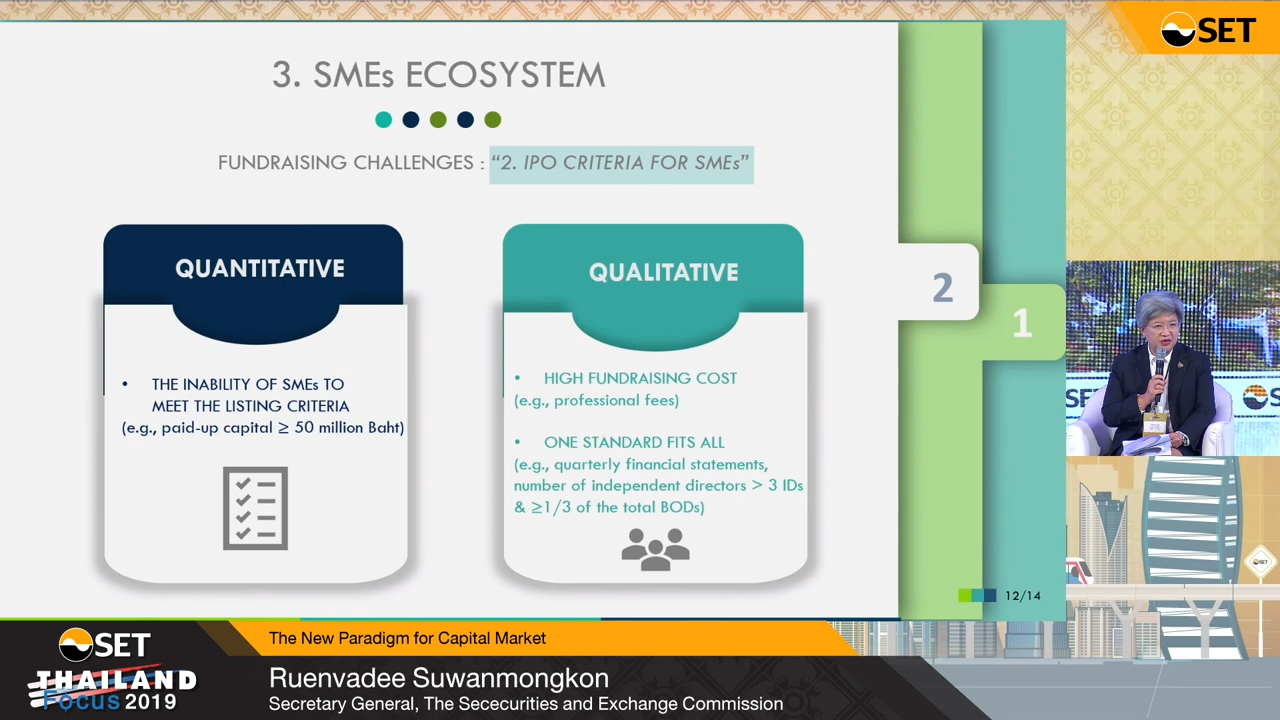 SET
3. SMEs ECOSYSTEM
FUNDRAISING CHALLENGES : “2. IPO CRITERIA FOR SMEs”
QUANTITATIVE
• THE INABILITY OF SMEs TO
MEET THE LISTING CRITERIA
(e.g., paid-up capital ≥ 50 million Baht)
QUALITATIVE
• HIGH FUNDRAISING COST
(e.g., professional fees)
• ONE STANDARD FITS ALL
(e.g., quarterly financial statements,
number of independent directors > 3 IDs
& ≥1/3 of the total BODs)
2
1
12/14
SET
SET
SET
THAILAND
FOCUS 2019
The New Paradigm for Capital Market
Ruenvadee Suwanmongkon
Secretary General, The Sececurities and Exchange Commission